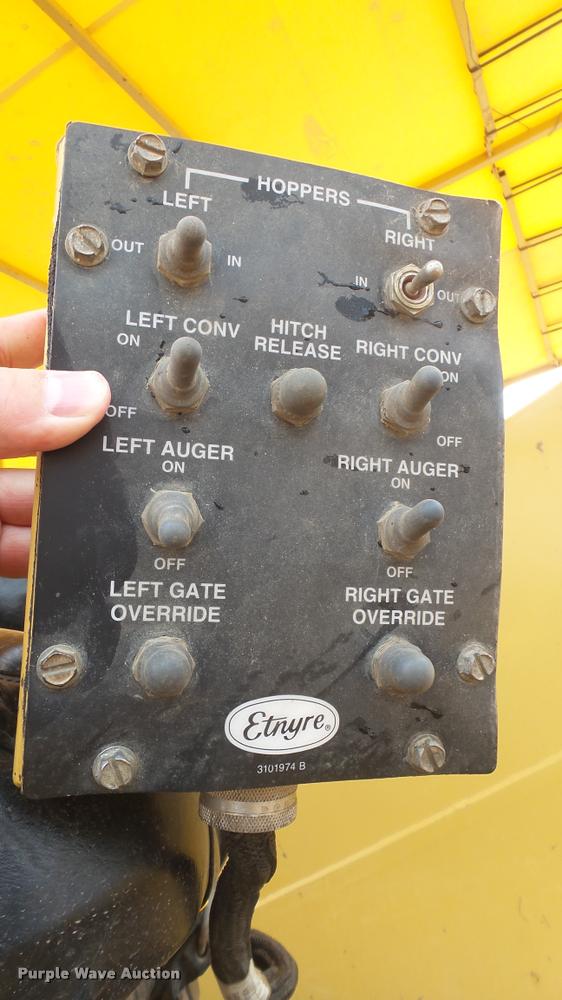 HOPPERS
LEFT
RIGHT
OUT
IN
IN
OUT
LEFT CONV
ON
HITCH
RELEASE
RIGHT CONV
ON
OFF
OFF
LEFT AUGER
ON
RIGHT AUGER
ON
OFF
OFF
LEFT GATE
OVERRIDE
RIGHT GATE
OVERRIDE
Etnyre®
3101974 B
Purple Wave Auction